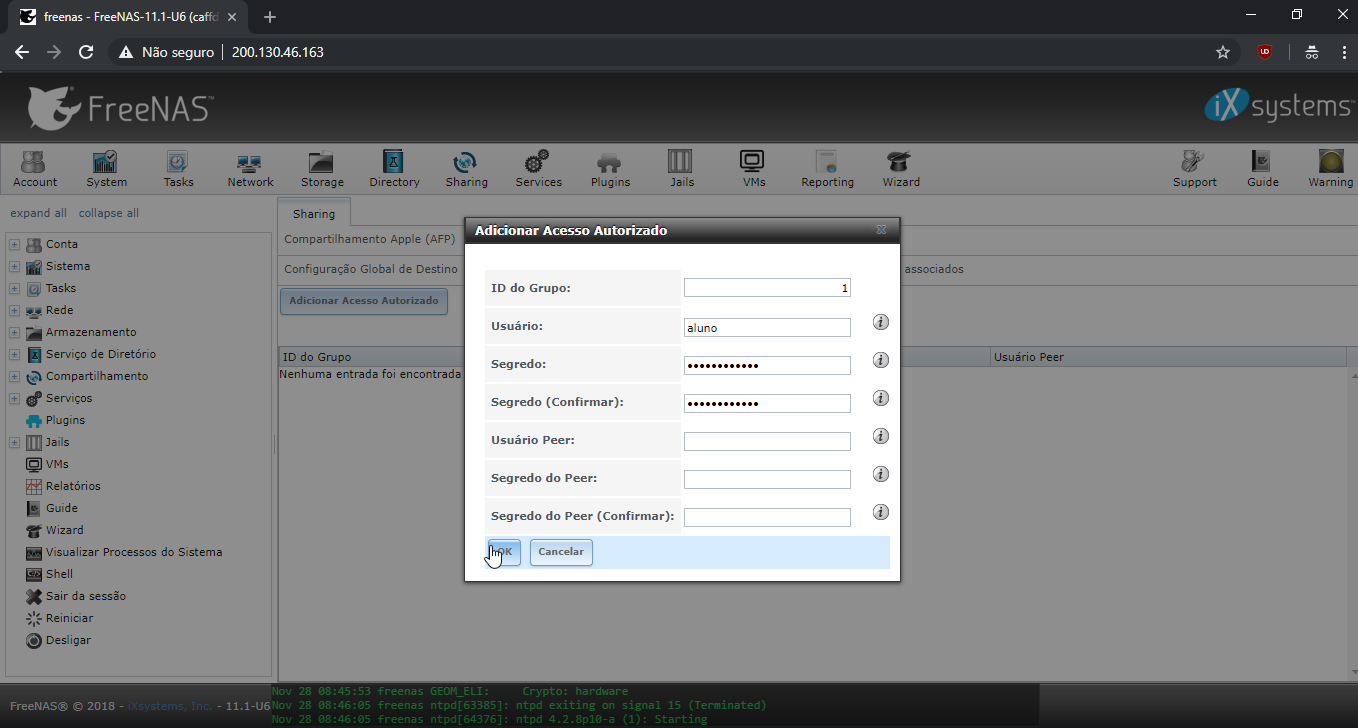 freenas - FreeNAS-11.1-U6 (caffd
Não seguro 200.130.46.163
FreeNAS™
iXsystems™
Account System Tasks Network Storage Directory Sharing Services Plugins Jails VMs Reporting Wizard Support Guide Warning
expand all collapse all
Sharing
Compartilhamento Apple (AFP)
Configuração Global de Destino
associados
Adicionar Acesso Autorizado
ID do Grupo
Usuário Peer
Nenhuma entrada foi encontrada
Conta
Sistema
Tasks
Rede
Armazenamento
Serviço de Diretório
Compartilhamento
Serviços
Plugins
Jails
VMs
Relatórios
Guide
Wizard
Visualizar Processos do Sistema
Shell
Sair da sessão
Reiniciar
Desligar
Adicionar Acesso Autorizado
ID do Grupo: 1
Usuário: aluno
Segredo: ••••••••••••
Segredo (Confirmar): ••••••••••••
Usuário Peer:
Segredo do Peer:
Segredo do Peer (Confirmar):
OK Cancelar
FreeNAS® © 2018 - iXsystems, Inc. - 11.1-U6
Nov 28 08:45:53 freenas GEOM_ELI: Crypto: hardware
Nov 28 08:46:05 freenas ntpd[63385]: ntpd exiting on signal 15 (Terminated)
Nov 28 08:46:05 freenas ntpd[64376]: ntpd 4.2.8p10-a (1): Starting